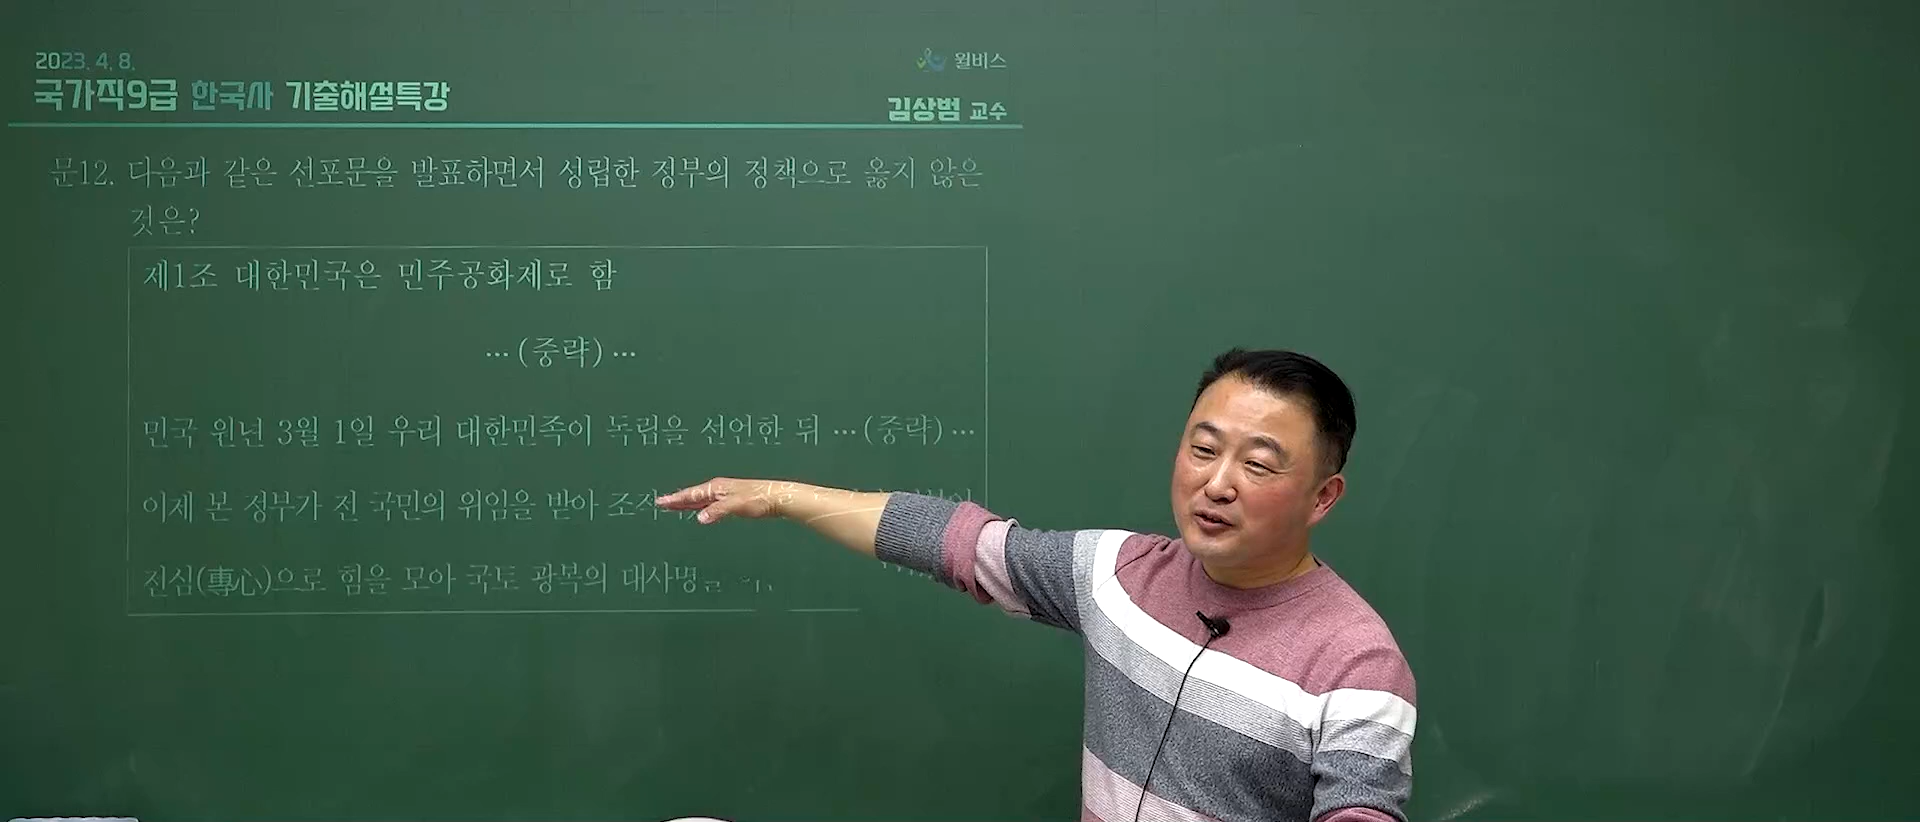 2023. 4. 8.
윌비스
국가직9급 한국사 기출해설특강
김상범 교수
문12. 다음과 같은 선포문을 발표하면서 성립한 정부의 정책으로 옳지 않은
것은?
제1조 대한민국은 민주공화제로 함
… (중략) …
민국 원년 3월 1일 우리 대한민족이 독립을 선언한 뒤 … (중략) …
이제 본 정부가 전 국민의 위임을 받아
전심(專心)으로 힘을 모아 국토 광복의 대사명